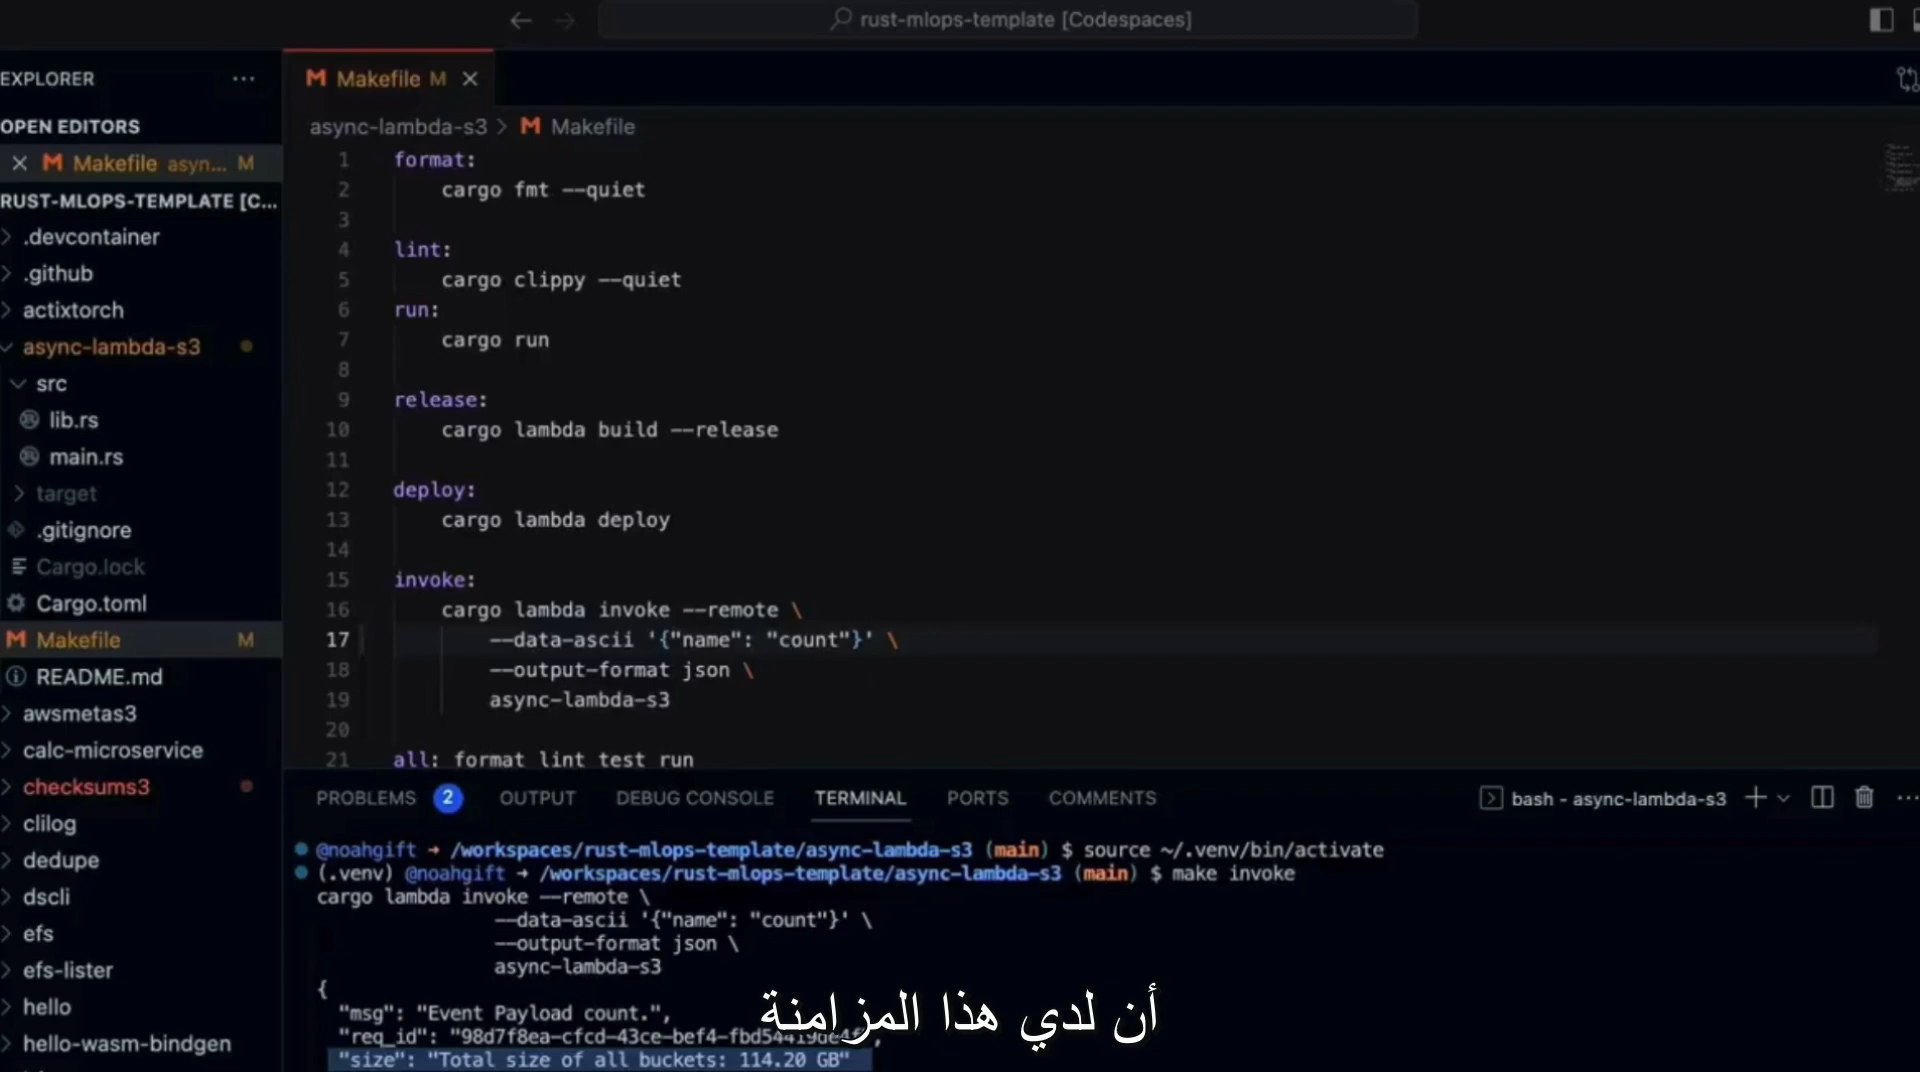 rust-mlops-template [Codespaces]
EXPLORER
OPEN EDITORS
Makefile asyn... M
RUST-MLOPS-TEMPLATE [C...
.devcontainer
.github
actixtorch
async-lambda-s3
src
lib.rs
main.rs
target
.gitignore
Cargo.lock
Cargo.toml
Makefile M
README.md
awsmetas3
calc-microservice
checksums3
clilog
dedupe
dscli
efs
efs-lister
hello
hello-wasm-bindgen
Makefile M
async-lambda-s3 > Makefile
1 format:
2 cargo fmt --quiet
3
4 lint:
5 cargo clippy --quiet
6 run:
7 cargo run
8
9 release:
10 cargo lambda build --release
11
12 deploy:
13 cargo lambda deploy
14
15 invoke:
16 cargo lambda invoke --remote \
17 --data-ascii '{"name": "count"}' \
18 --output-format json \
19 async-lambda-s3
20
21 all: format lint test run
PROBLEMS 2 OUTPUT DEBUG CONSOLE TERMINAL PORTS COMMENTS
bash - async-lambda-s3
@noahgift → /workspaces/rust-mlops-template/async-lambda-s3 (main) $ source ~/.venv/bin/activate
(.venv) @noahgift → /workspaces/rust-mlops-template/async-lambda-s3 (main) $ make invoke
cargo lambda invoke --remote \
--data-ascii '{"name": "count"}' \
--output-format json \
async-lambda-s3
{
"msg": "Event Payload count.",
"req_id":
"size": "Total size of all buckets: 114.20 GB"
أن لدي هذا المزامنة